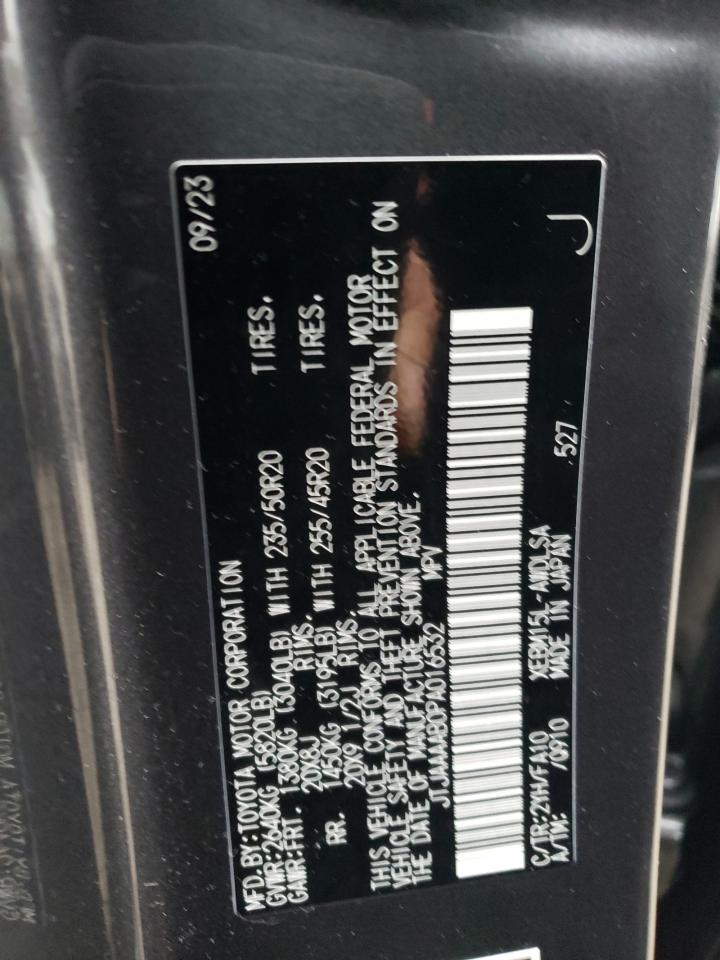 MFD.BY:TOYOTA MOTOR CORPORATION 09/23
GVWR:2640KG (5820LB)
GAWR:FRT. 1380KG (3040LB) WITH 235/50R20 TIRES.
20X8J RIMS.
RR. 1450KG (3195LB) WITH 255/45R20 TIRES.
20X9 1/2J RIMS.
THIS VEHICLE CONFORMS TO ALL APPLICABLE FEDERAL MOTOR
VEHICLE SAFETY AND THEFT PREVENTION STANDARDS IN EFFECT ON
THE DATE OF MANUFACTURE SHOWN ABOVE.
JTJAAAAB0PA016532 MPV
C/TR:2YH/FA10 XEBM15L-AWDLSA
A/TM: /0910 MADE IN JAPAN 527 J